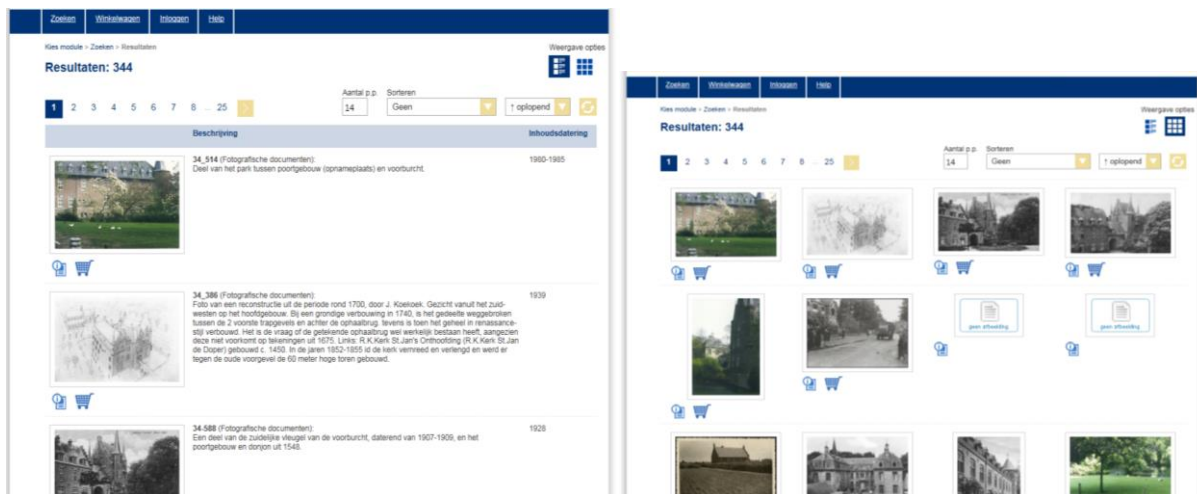 Zoeken Winkelwagen Inloggen Help
Kies module > Zoeken > Resultaten
Weergave opties
Resultaten: 344
Aantal p.p. Sorteren
1 2 3 4 5 6 7 8 ... 25 > 14 Geen ↑ oplopend
Beschrijving Inhoudsdatering
34_514 (Fotografische documenten): 1980-1985
Deel van het park tussen poortgebouw (opnameplaats) en voorburcht.
34_386 (Fotografische documenten): 1939
Foto van een reconstructie uit de periode rond 1700, door J. Koekoek. Gezicht vanuit het zuid-
westen op het hoofdgebouw. Bij een grondige verbouwing in 1740, is het gedeelte weggebroken
tussen de 2 voorste trapgevels en achter de ophaalbrug. tevens is toen het geheel in renaissance-
stijl verbouwd. Het is de vraag of de getekende ophaalbrug wel werkelijk bestaan heeft, aangezien
deze niet voorkomt op tekeningen uit 1675. Links: R.K.Kerk St.Jan's Onthoofding (R.K.Kerk St.Jan
de Doper) gebouwd c. 1450. In de jaren 1852-1855 id de kerk vernreed en verlengd en werd er
tegen de oude voorgevel de 60 meter hoge toren gebouwd.
34-588 (Fotografische documenten): 1928
Een deel van de zuidelijke vleugel van de voorburcht, daterend van 1907-1909, en het
poortgebouw en donjon uit 1548.
Zoeken Winkelwagen Inloggen Help
Kies module > Zoeken > Resultaten
Weergave opties
Resultaten: 344
Aantal p.p. Sorteren
1 2 3 4 5 6 7 8 ... 25 > 14 Geen ↑ oplopend
geen afbeelding geen afbeelding